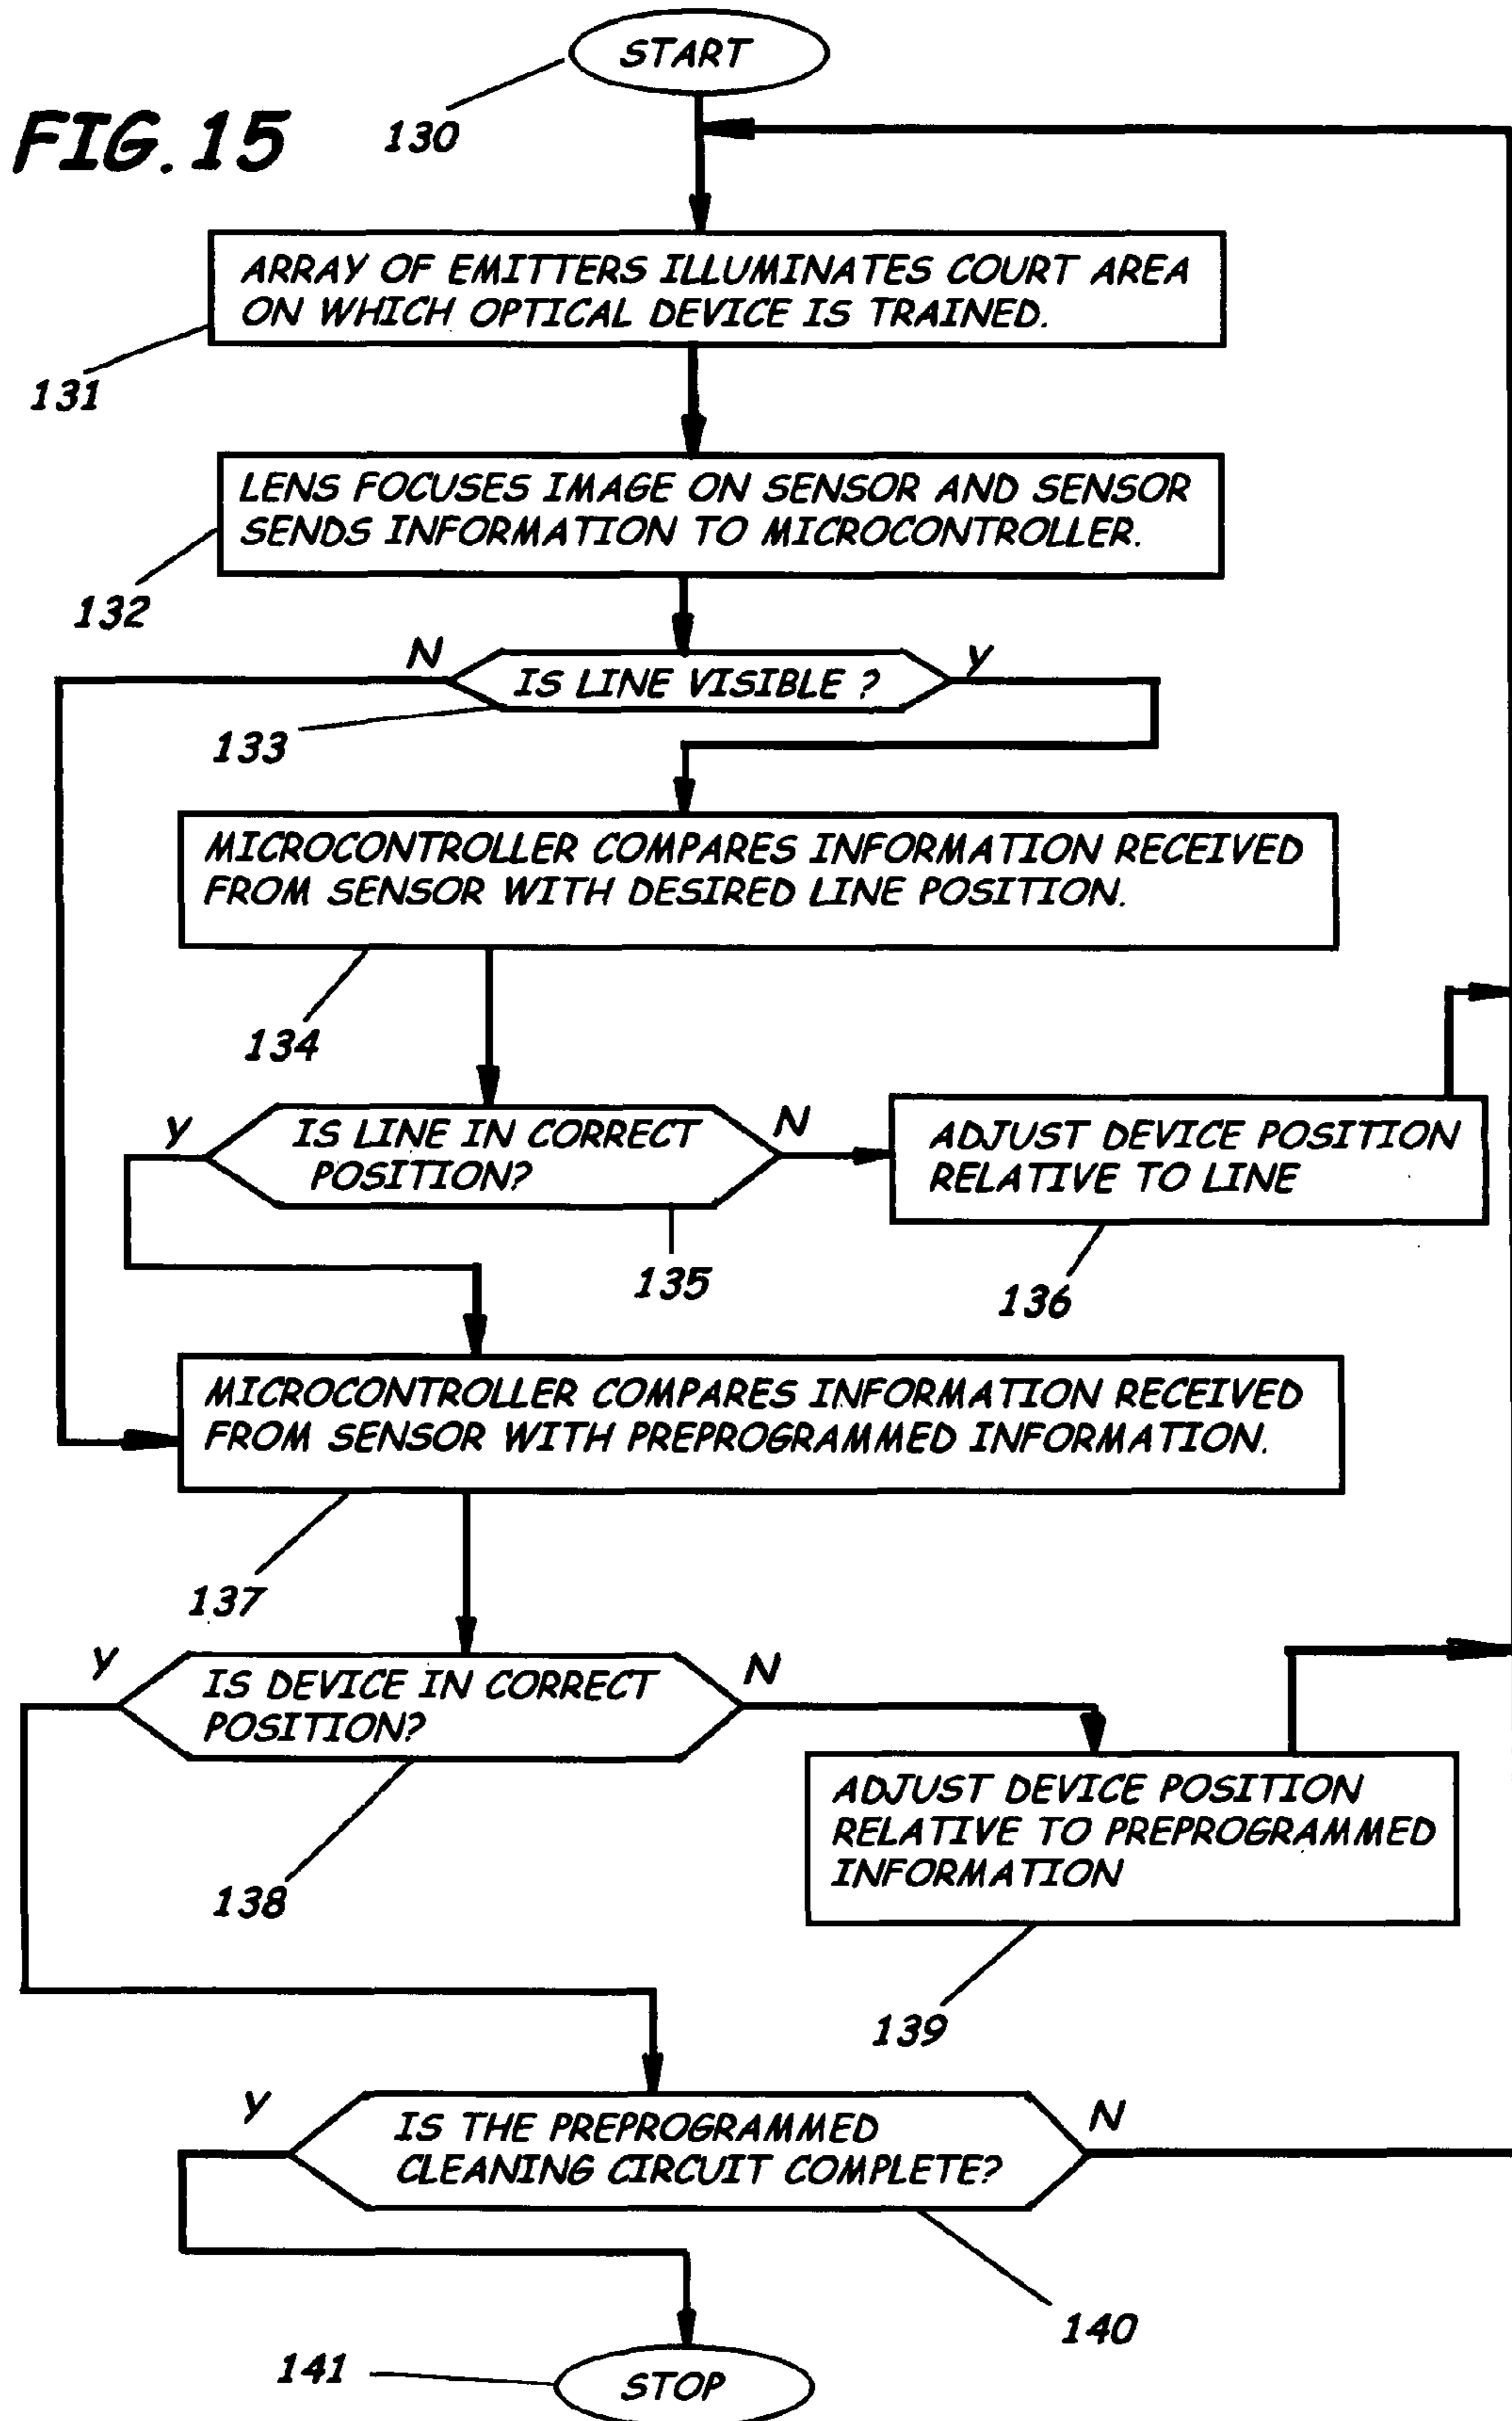 START
FIG. 15
130
ARRAY OF EMITTERS ILLUMINATES COURT AREA
ON WHICH OPTICAL DEVICE IS TRAINED.
131
LENS FOCUSES IMAGE ON SENSOR AND SENSOR
SENDS INFORMATION TO MICROCONTROLLER.
132
N
Y
IS LINE VISIBLE ?
133
MICROCONTROLLER COMPARES INFORMATION RECEIVED
FROM SENSOR WITH DESIRED LINE POSITION.
134
Y
IS LINE IN CORRECT
POSITION?
N
135
ADJUST DEVICE POSITION
RELATIVE TO LINE
136
MICROCONTROLLER COMPARES INFORMATION RECEIVED
FROM SENSOR WITH PREPROGRAMMED INFORMATION.
137
Y
IS DEVICE IN CORRECT
POSITION?
N
138
ADJUST DEVICE POSITION
RELATIVE TO PREPROGRAMMED
INFORMATION
139
Y
IS THE PREPROGRAMMED
CLEANING CIRCUIT COMPLETE?
N
140
141
STOP